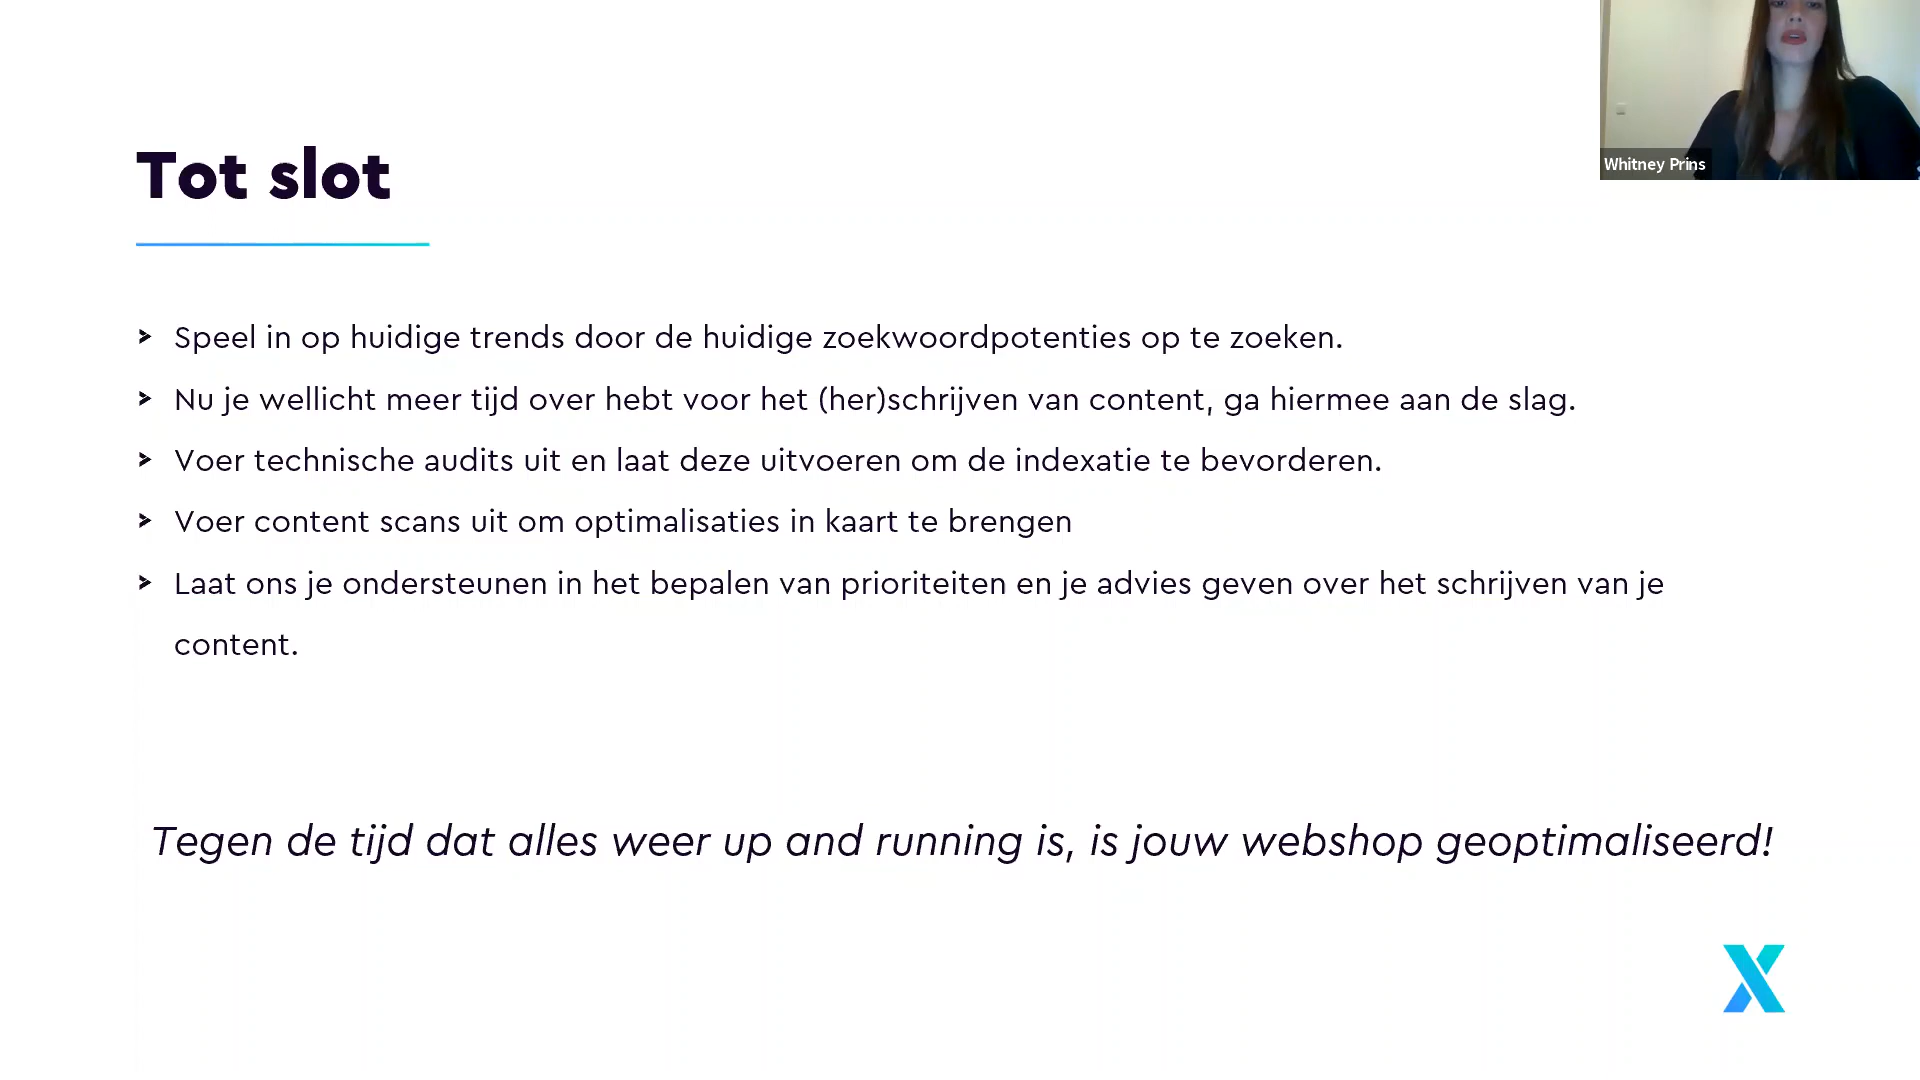 Whitney Prins
Tot slot
Speel in op huidige trends door de huidige zoekwoordpotenties op te zoeken.
Nu je wellicht meer tijd over hebt voor het (her)schrijven van content, ga hiermee aan de slag.
Voer technische audits uit en laat deze uitvoeren om de indexatie te bevorderen.
Voer content scans uit om optimalisaties in kaart te brengen
Laat ons je ondersteunen in het bepalen van prioriteiten en je advies geven over het schrijven van je
content.
Tegen de tijd dat alles weer up and running is, is jouw webshop geoptimaliseerd!